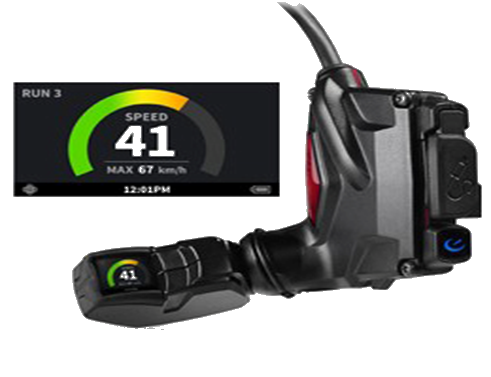 RUN 3
SPEED
41
MAX 67 km/h
12:01PM
41